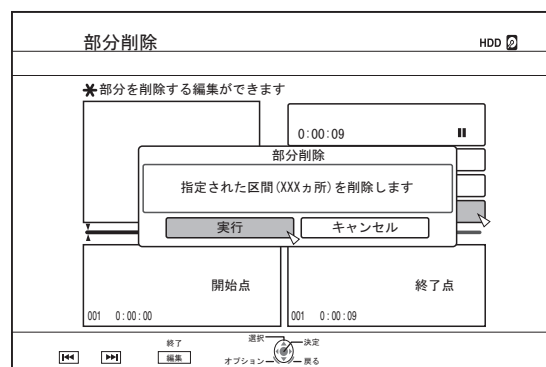 部分削除
HDD
部分を削除する編集ができます
0:00:09
部分削除
指定された区間(XXXヵ所)を削除します
実行 キャンセル
開始点
001 0:00:00
終了点
001 0:00:09
終了
編集
選択
決定
オプション
戻る